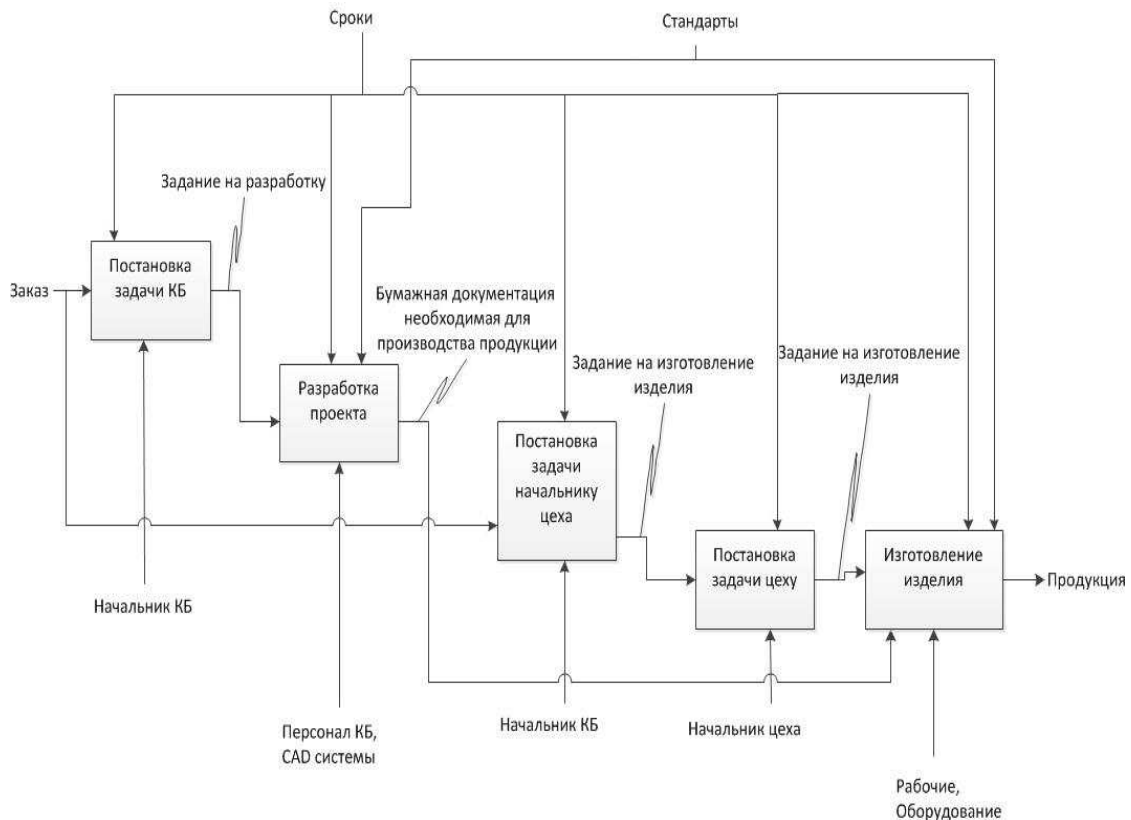 Сроки
Стандарты
Задание на разработку
Постановка
задачи КБ
Заказ
Бумажная документация
необходимая для
производства продукции
Разработка
проекта
Задание на изготовление
изделия
Задание на изготовление
изделия
Постановка
задачи
начальнику
цеха
Постановка
задачи цеху
Изготовление
изделия
Продукция
Начальник КБ
Персонал КБ,
CAD системы
Начальник КБ
Начальник цеха
Рабочие,
Оборудование